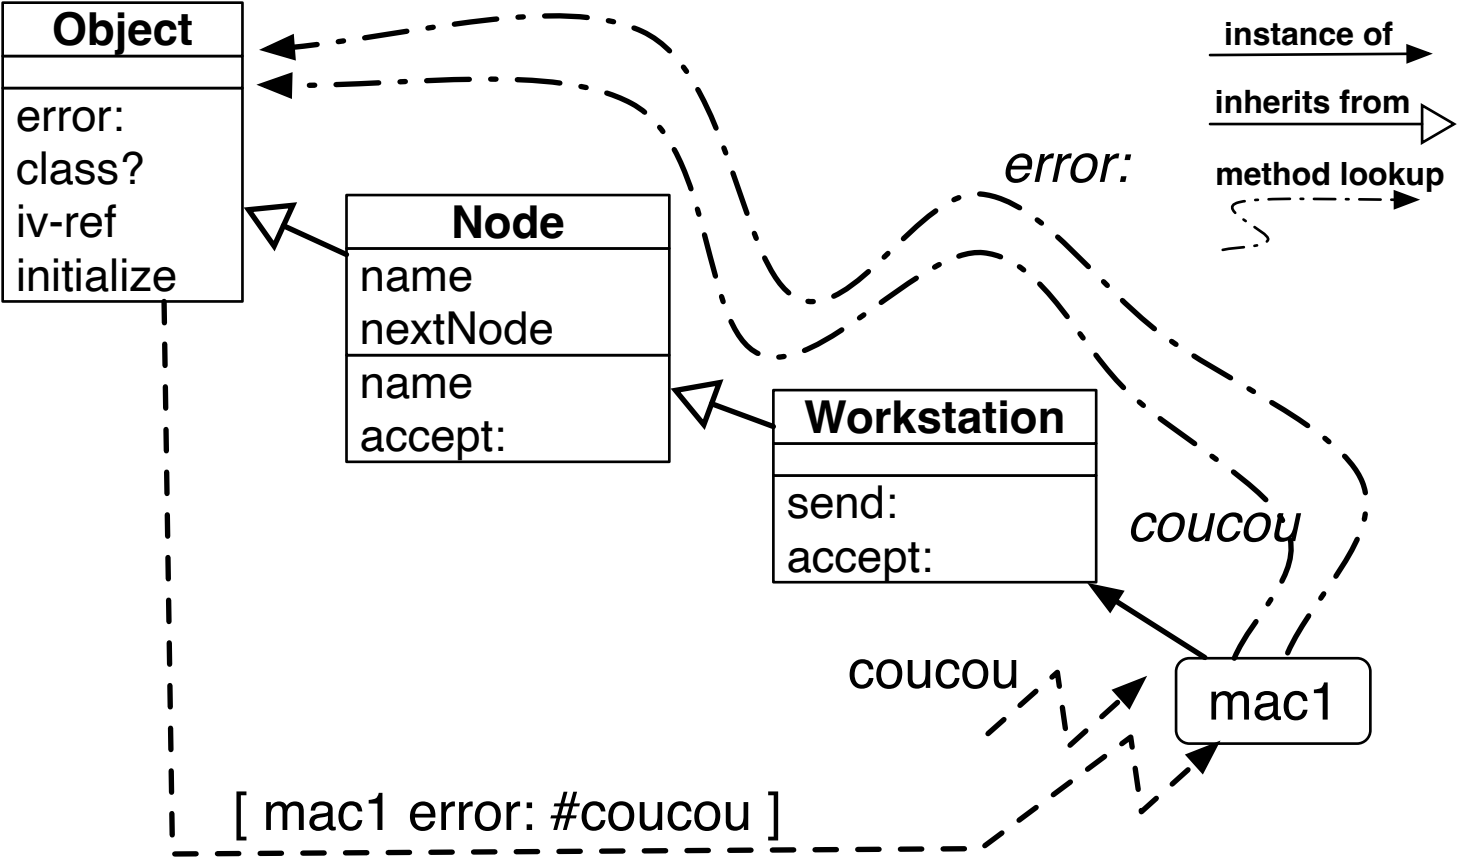 Object
error:
class?
iv-ref
initialize
Node
name
nextNode
name
accept:
Workstation
send:
accept:
instance of
inherits from
method lookup
error:
coucou
coucou
mac1
[ mac1 error: #coucou ]